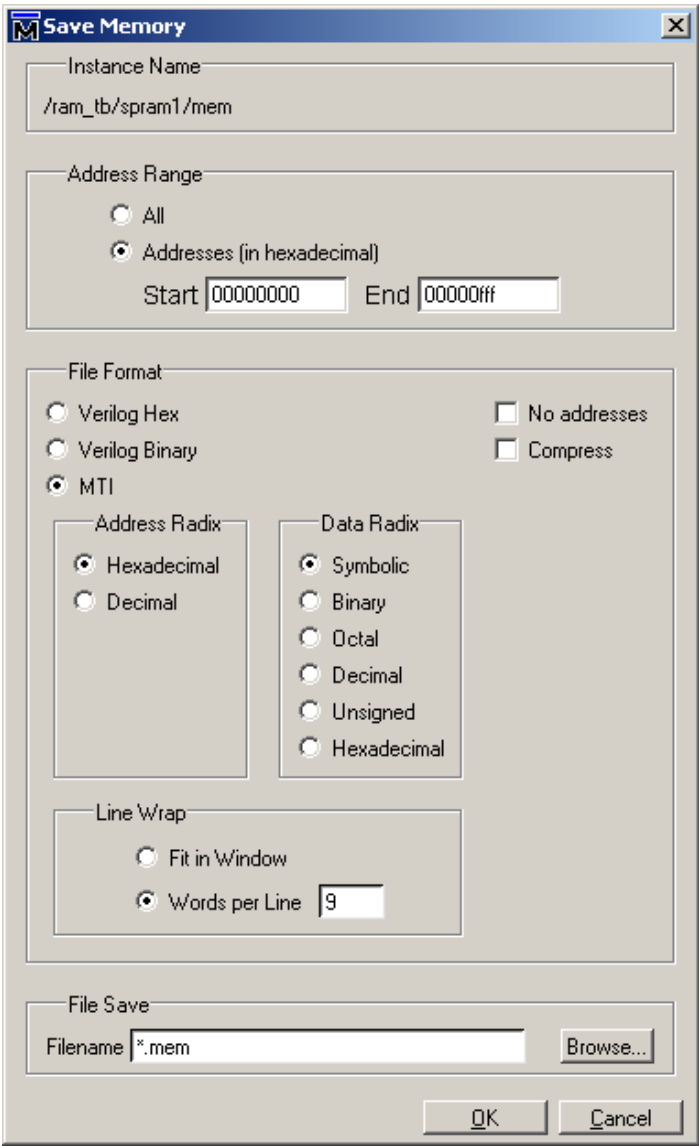 Save Memory
Instance Name
/ram_tb/spram1/mem
Address Range
All
Addresses (in hexadecimal)
Start 00000000 End 00000fff
File Format
Verilog Hex No addresses
Verilog Binary Compress
MTI
Address Radix Data Radix
Hexadecimal Symbolic
Decimal Binary
Octal
Decimal
Unsigned
Hexadecimal
Line Wrap
Fit in Window
Words per Line 9
File Save
Filename *.mem Browse...
OK Cancel